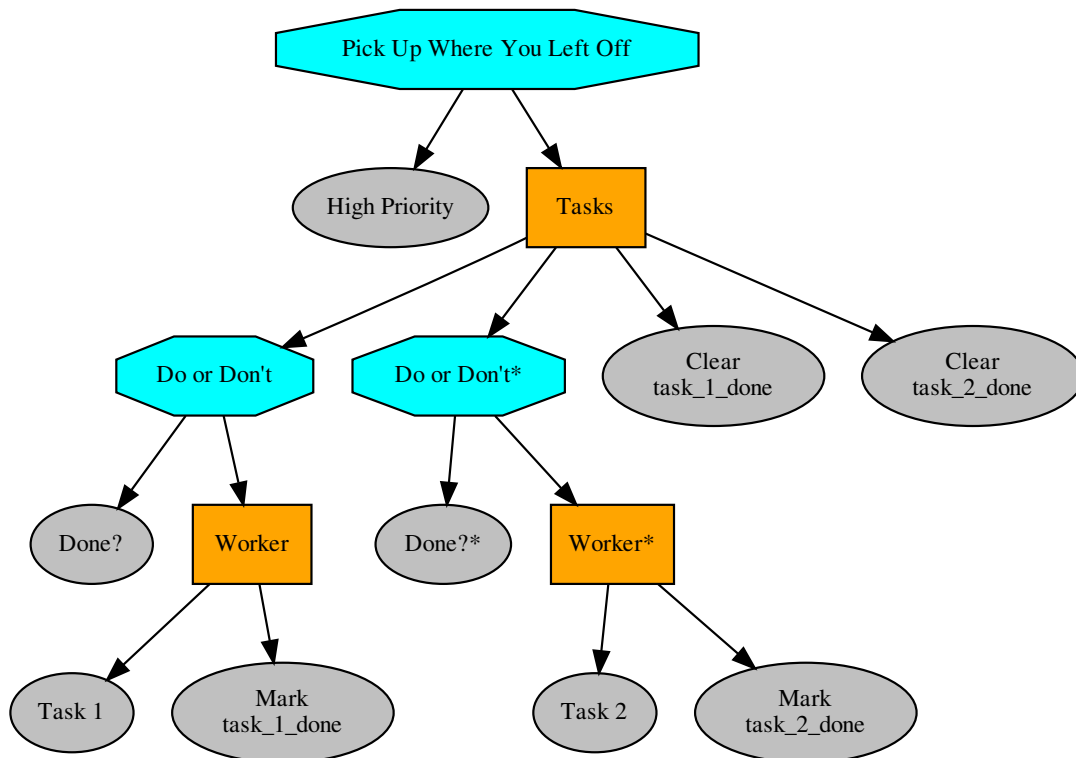 Pick Up Where You Left Off
High Priority
Tasks
Do or Don't
Do or Don't*
Clear
task_1_done
Clear
task_2_done
Done?
Worker
Done?*
Worker*
Task 1
Mark
task_1_done
Task 2
Mark
task_2_done